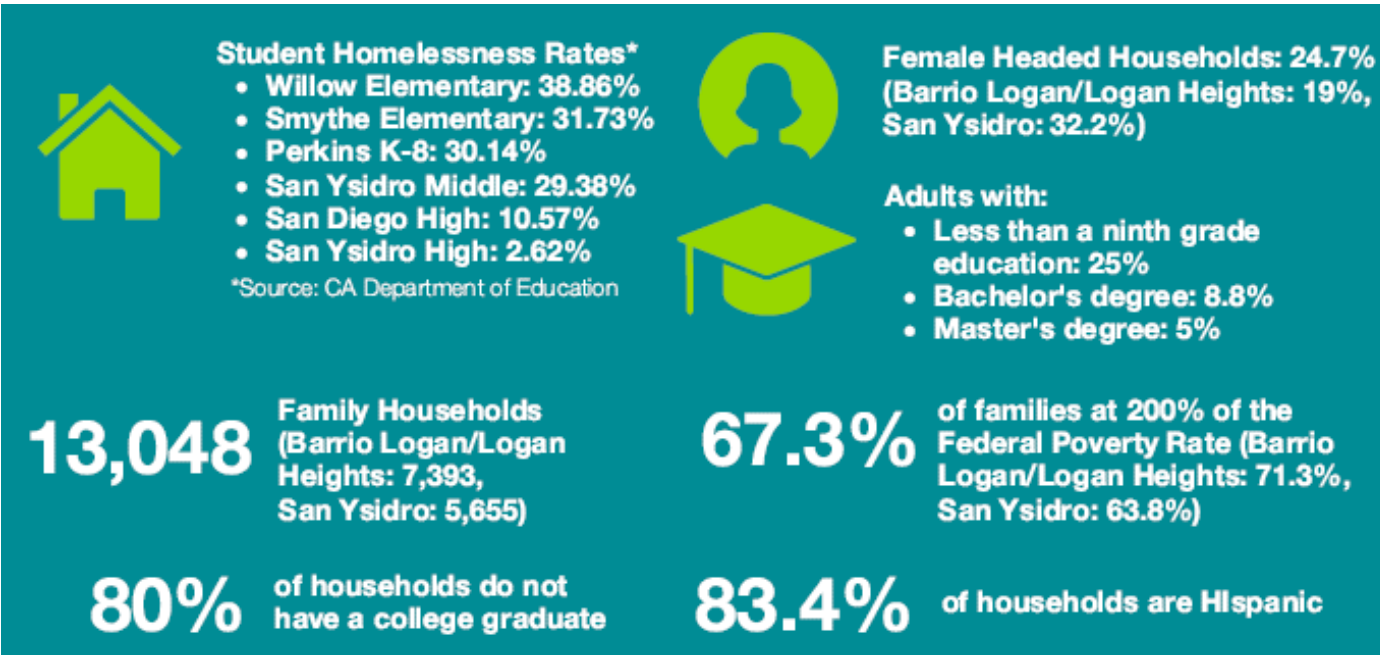 Student Homelessness Rates*
• Willow Elementary: 38.86%
• Smythe Elementary: 31.73%
• Perkins K-8: 30.14%
• San Ysidro Middle: 29.38%
• San Diego High: 10.57%
• San Ysidro High: 2.62%
*Source: CA Department of Education
Female Headed Households: 24.7%
(Barrio Logan/Logan Heights: 19%,
San Ysidro: 32.2%)
Adults with:
• Less than a ninth grade
education: 25%
• Bachelor's degree: 8.8%
• Master's degree: 5%
13,048
Family Households
(Barrio Logan/Logan
Heights: 7,393,
San Ysidro: 5,655)
67.3%
of families at 200% of the
Federal Poverty Rate (Barrio
Logan/Logan Heights: 71.3%,
San Ysidro: 63.8%)
80%
of households do not
have a college graduate
83.4%
of households are HIspanic